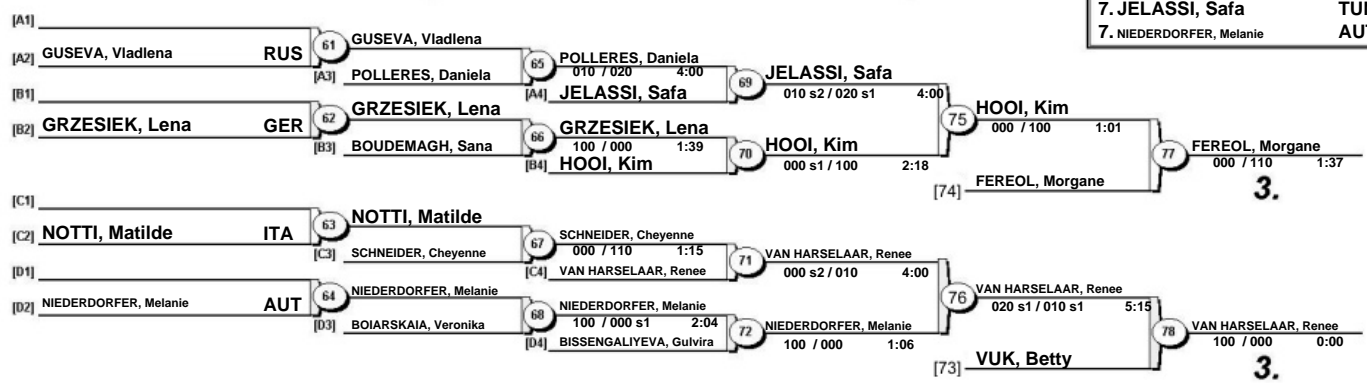 7. JELASSI, Safa TU
7. NIEDERDORFER, Melanie AU
[A1]
[A2] GUSEVA, Vladlena RUS
61
GUSEVA, Vladlena
[A3] POLLERES, Daniela
65
POLLERES, Daniela
010 / 020 4:00
[A4] JELASSI, Safa
69
JELASSI, Safa
010 s2 / 020 s1 4:00
[B1]
[B2] GRZESIEK, Lena GER
62
GRZESIEK, Lena
[B3] BOUDEMAGH, Sana
66
GRZESIEK, Lena
100 / 000 1:39
[B4] HOOI, Kim
70
HOOI, Kim
000 s1 / 100 2:18
75
HOOI, Kim
000 / 100 1:01
[74] FEREOL, Morgane
77
FEREOL, Morgane
000 / 110 1:37
3.
[C1]
[C2] NOTTI, Matilde ITA
63
NOTTI, Matilde
[C3] SCHNEIDER, Cheyenne
67
SCHNEIDER, Cheyenne
000 / 110 1:15
[C4] VAN HARSELAAR, Renee
71
VAN HARSELAAR, Renee
000 s2 / 010 4:00
[D1]
[D2] NIEDERDORFER, Melanie AUT
64
NIEDERDORFER, Melanie
[D3] BOIARSKAIA, Veronika
68
NIEDERDORFER, Melanie
100 / 000 s1 2:04
[D4] BISSENGALIYEVA, Gulvira
72
NIEDERDORFER, Melanie
100 / 000 1:06
76
VAN HARSELAAR, Renee
020 s1 / 010 s1 5:15
[73] VUK, Betty
78
VAN HARSELAAR, Renee
100 / 000 0:00
3.